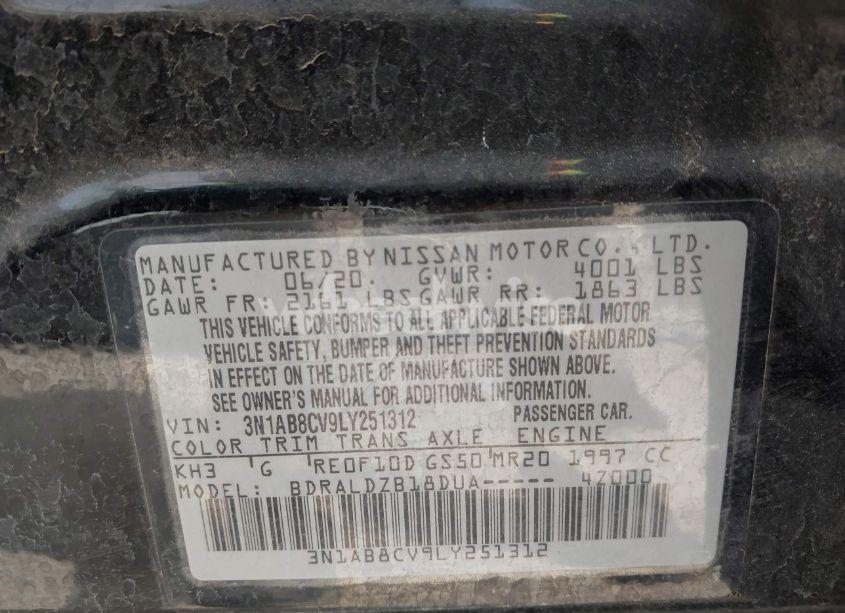 MANUFACTURED BY NISSAN MOTOR CO., LTD.
DATE: 06/20. GVWR: 4001 LBS
GAWR FR: 2161 LBS GAWR RR: 1863 LBS
THIS VEHICLE CONFORMS TO ALL APPLICABLE FEDERAL MOTOR
VEHICLE SAFETY, BUMPER AND THEFT PREVENTION STANDARDS
IN EFFECT ON THE DATE OF MANUFACTURE SHOWN ABOVE.
SEE OWNER'S MANUAL FOR ADDITIONAL INFORMATION.
VIN: 3N1AB8CV9LY251312 PASSENGER CAR.
COLOR TRIM TRANS AXLE ENGINE
KH3 G RE0F10D GS50 MR20 1997 CC
MODEL: BDRALDZB18DUA----- 4Z000
3N1AB8CV9LY251312